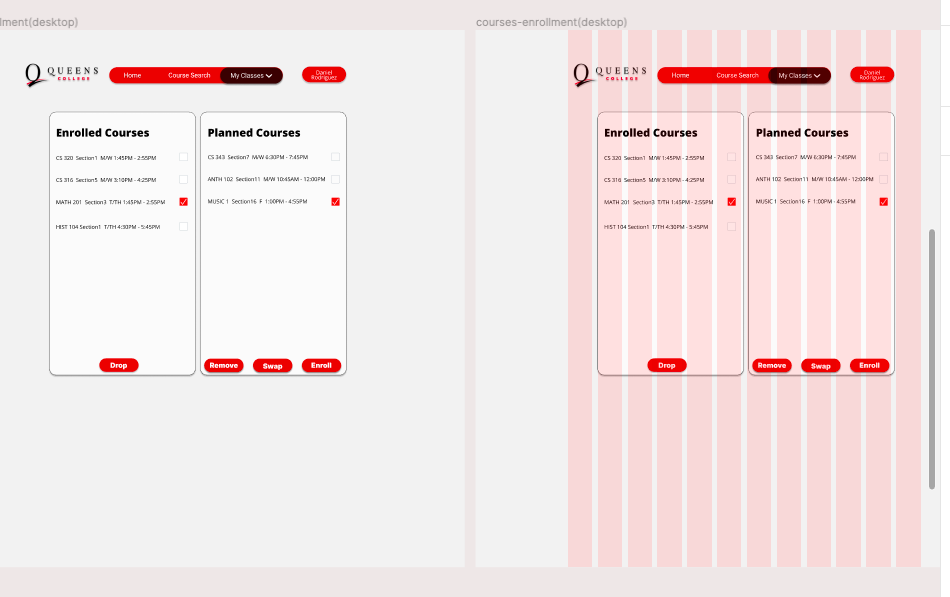 llment(desktop)
courses-enrollment(desktop)
QUEENS
COLLEGE
Home Course Search My Classes
Daniel
Rodriguez
Enrolled Courses
CS 320 Section1 M/W 1:45PM - 2:55PM
CS 316 Section5 M/W 3:10PM - 4:25PM
MATH 201 Section3 T/TH 1:45PM - 2:55PM
HIST 104 Section1 T/TH 4:30PM - 5:45PM
Drop
Planned Courses
CS 343 Section7 M/W 6:30PM - 7:45PM
ANTH 102 Section11 M/W 10:45AM - 12:00PM
MUSIC 1 Section16 F 1:00PM - 4:55PM
Remove Swap Enroll
QUEENS
COLLEGE
Home Course Search My Classes
Daniel
Rodriguez
Enrolled Courses
CS 320 Section1 M/W 1:45PM - 2:55PM
CS 316 Section5 M/W 3:10PM - 4:25PM
MATH 201 Section3 T/TH 1:45PM - 2:55PM
HIST 104 Section1 T/TH 4:30PM - 5:45PM
Drop
Planned Courses
CS 343 Section7 M/W 6:30PM - 7:45PM
ANTH 102 Section11 M/W 10:45AM - 12:00PM
MUSIC 1 Section16 F 1:00PM - 4:55PM
Remove Swap Enroll